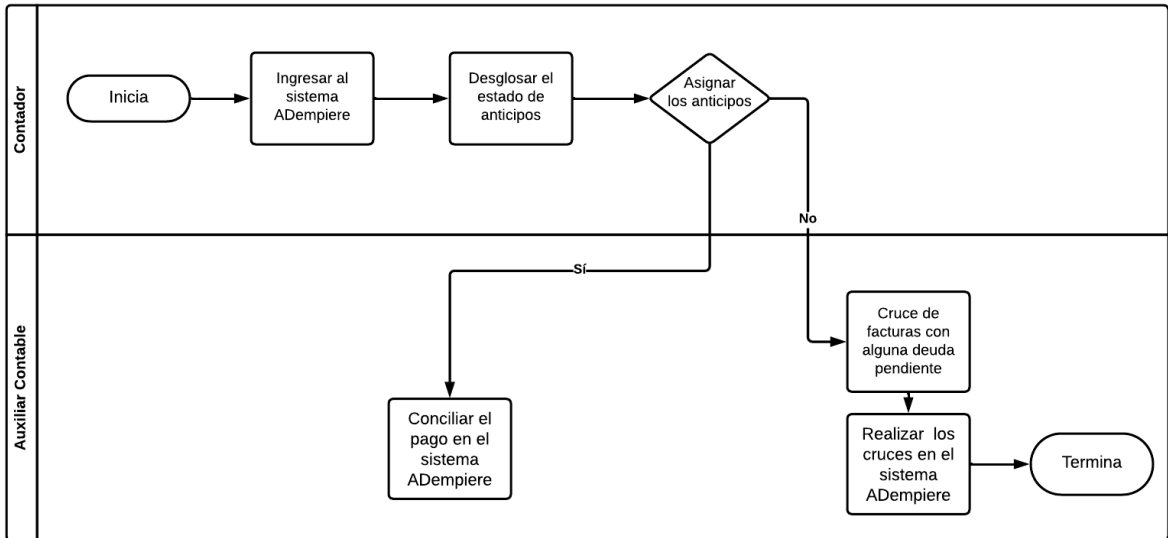 Contador
Inicia
Ingresar al
sistema
ADempiere
Desglosar el
estado de
anticipos
Asignar
los anticipos
No
Sí
Auxiliar Contable
Conciliar el
pago en el
sistema
ADempiere
Cruce de
facturas con
alguna deuda
pendiente
Realizar los
cruces en el
sistema
ADempiere
Termina